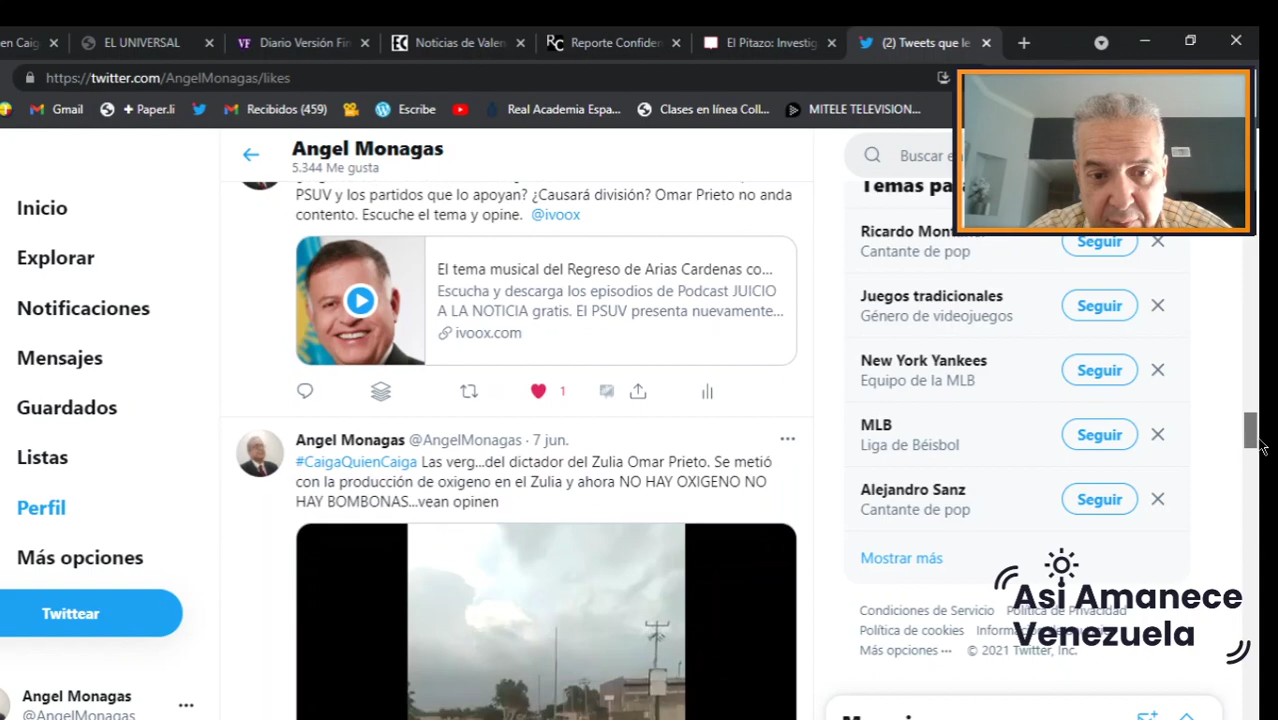 en Caig
EL UNIVERSAL
Diario Versión Fin
Noticias de Valen
Reporte Confiden
El Pitazo: Investig
(2) Tweets que le
https://twitter.com/AngelMonagas/likes
Gmail
+ Paper.li
Recibidos (459)
Escribe
Real Academia Espa...
Clases en línea Coll...
MITELE TELEVISION...
Inicio
Explorar
Notificaciones
Mensajes
Guardados
Listas
Perfil
Más opciones
Twittear
Angel Monagas
@AngelMonagas
Angel Monagas
5.344 Me gusta
PSUV y los partidos que lo apoyan? ¿Causará división? Omar Prieto no anda
contento. Escuche el tema y opine. @ivoox
El tema musical del Regreso de Arias Cardenas co...
Escucha y descarga los episodios de Podcast JUICIO
A LA NOTICIA gratis. El PSUV presenta nuevamente...
ivoox.com
1
Angel Monagas @AngelMonagas · 7 jun.
#CaigaQuienCaiga Las verg...del dictador del Zulia Omar Prieto. Se metió
con la producción de oxigeno en el Zulia y ahora NO HAY OXIGENO NO
HAY BOMBONAS...vean opinen
Buscar en
Temas pa
Ricardo
Cantante de pop
Seguir
Juegos tradicionales
Género de videojuegos
Seguir
New York Yankees
Equipo de la MLB
Seguir
MLB
Liga de Béisbol
Seguir
Alejandro Sanz
Cantante de pop
Seguir
Mostrar más
Condiciones de Servicio Política de Privacidad
Política de cookies
Más opciones ··· © 2021 Twitter, Inc.
Asi Amanece
Venezuela